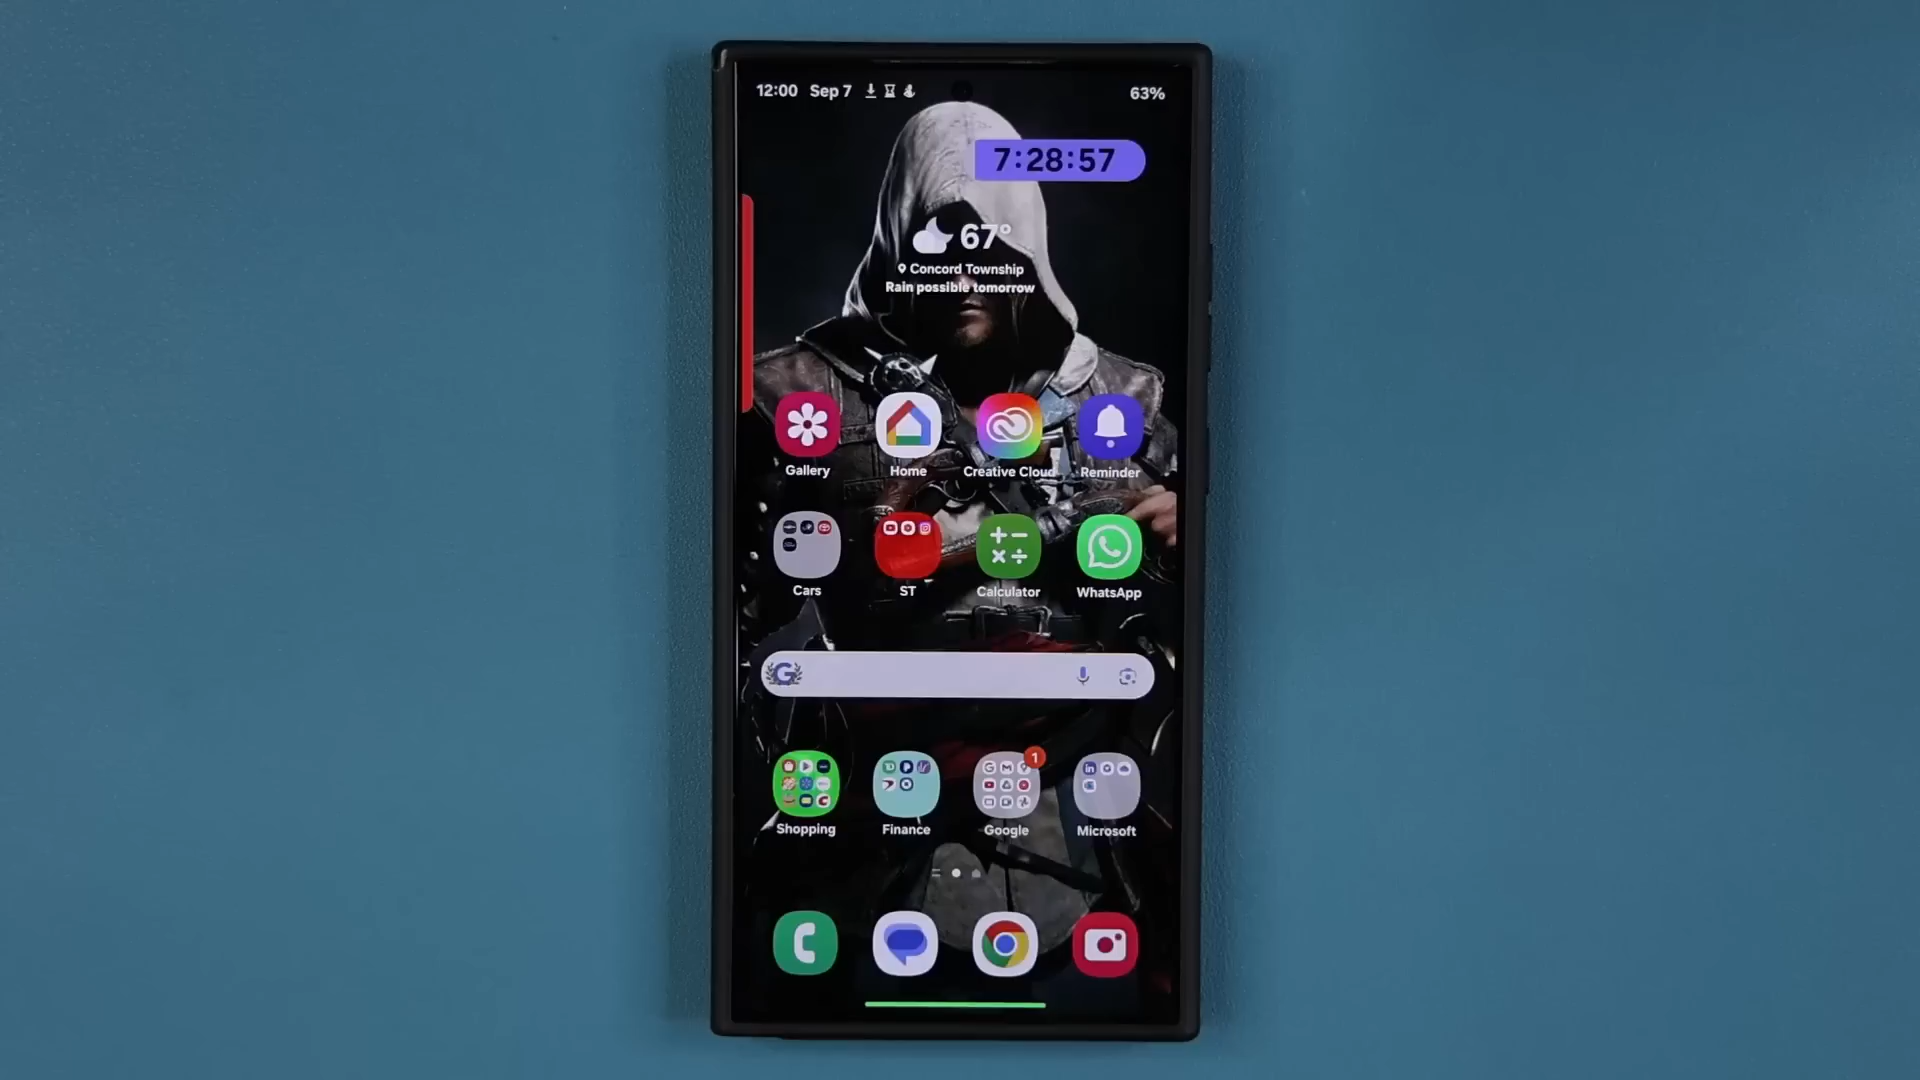 12:00 Sep 7
63%
7:28:57
67°
Concord Township
Rain possible tomorrow
Gallery
Home
Creative Cloud
Reminder
Cars
ST
Calculator
WhatsApp
G
1
Shopping
Finance
Google
Microsoft